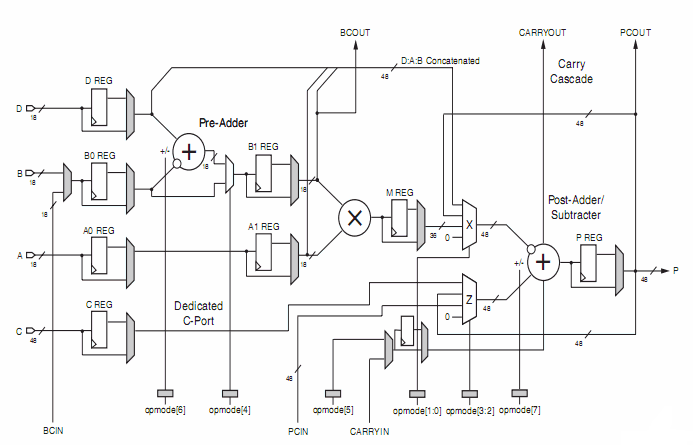 BCOUT
CARRYOUT
PCOUT
D:A:B Concatenated
48
Carry
Cascade
D REG
D
18
Pre-Adder
48
+/-
+
18
B0 REG
B1 REG
B
18
18
18
M REG
Post-Adder/
Subtracter
X
X
36
0
48
P REG
A0 REG
A1 REG
A
18
18
+/-
+
48
P
C REG
Dedicated
C-Port
C
48
Z
48
0
48
48
opmode[6]
opmode[4]
opmode[5]
opmode[1:0]
opmode[3:2]
opmode[7]
BCIN
PCIN
CARRYIN